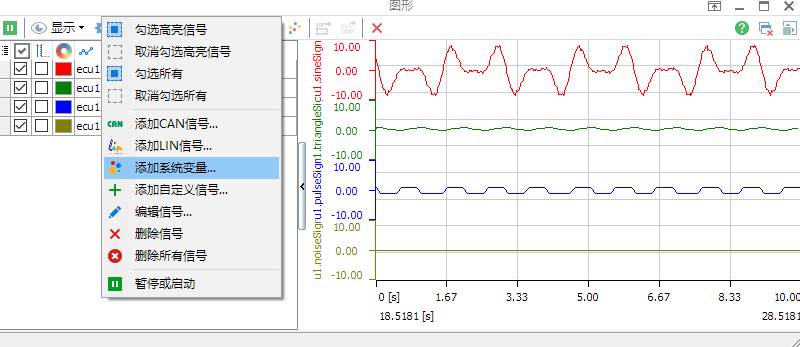 图形
显示
勾选高亮信号
取消勾选高亮信号
勾选所有
取消勾选所有
CAN 添加CAN信号...
Lin 添加LIN信号...
添加系统变量...
添加自定义信号...
编辑信号...
删除信号
删除所有信号
暂停或启动
ecu1
ecu1
ecu1
ecu1
u1.noiseSign
u1.pulseSign
1.triangleSic
u1.sineSign
10.00
0.00
-10.00
10.00
0.00
-10.00
10.00
0.00
-10.00
10.00
0.00
-10.00
0 [s]
1.67
3.33
5.00
6.67
8.33
10.00
18.5181 [s]
28.5181